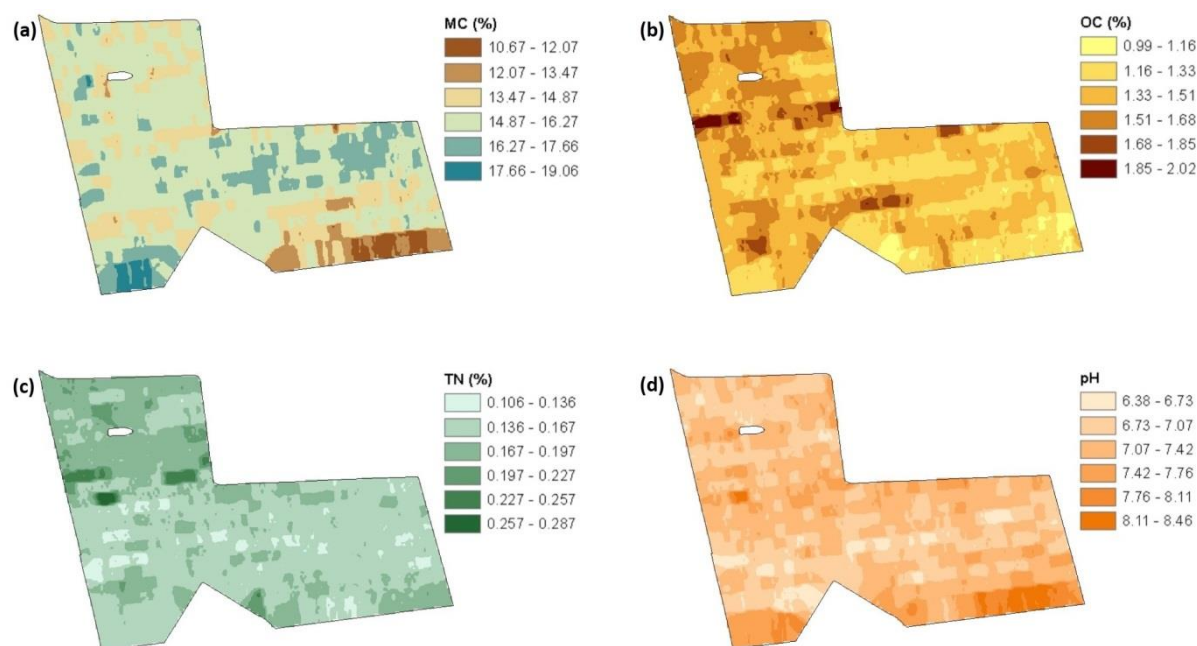 (a)
MC (%)
10.67 - 12.07
12.07 - 13.47
13.47 - 14.87
14.87 - 16.27
16.27 - 17.66
17.66 - 19.06
(b)
OC (%)
0.99 - 1.16
1.16 - 1.33
1.33 - 1.51
1.51 - 1.68
1.68 - 1.85
1.85 - 2.02
(c)
TN (%)
0.106 - 0.136
0.136 - 0.167
0.167 - 0.197
0.197 - 0.227
0.227 - 0.257
0.257 - 0.287
(d)
pH
6.38 - 6.73
6.73 - 7.07
7.07 - 7.42
7.42 - 7.76
7.76 - 8.11
8.11 - 8.46